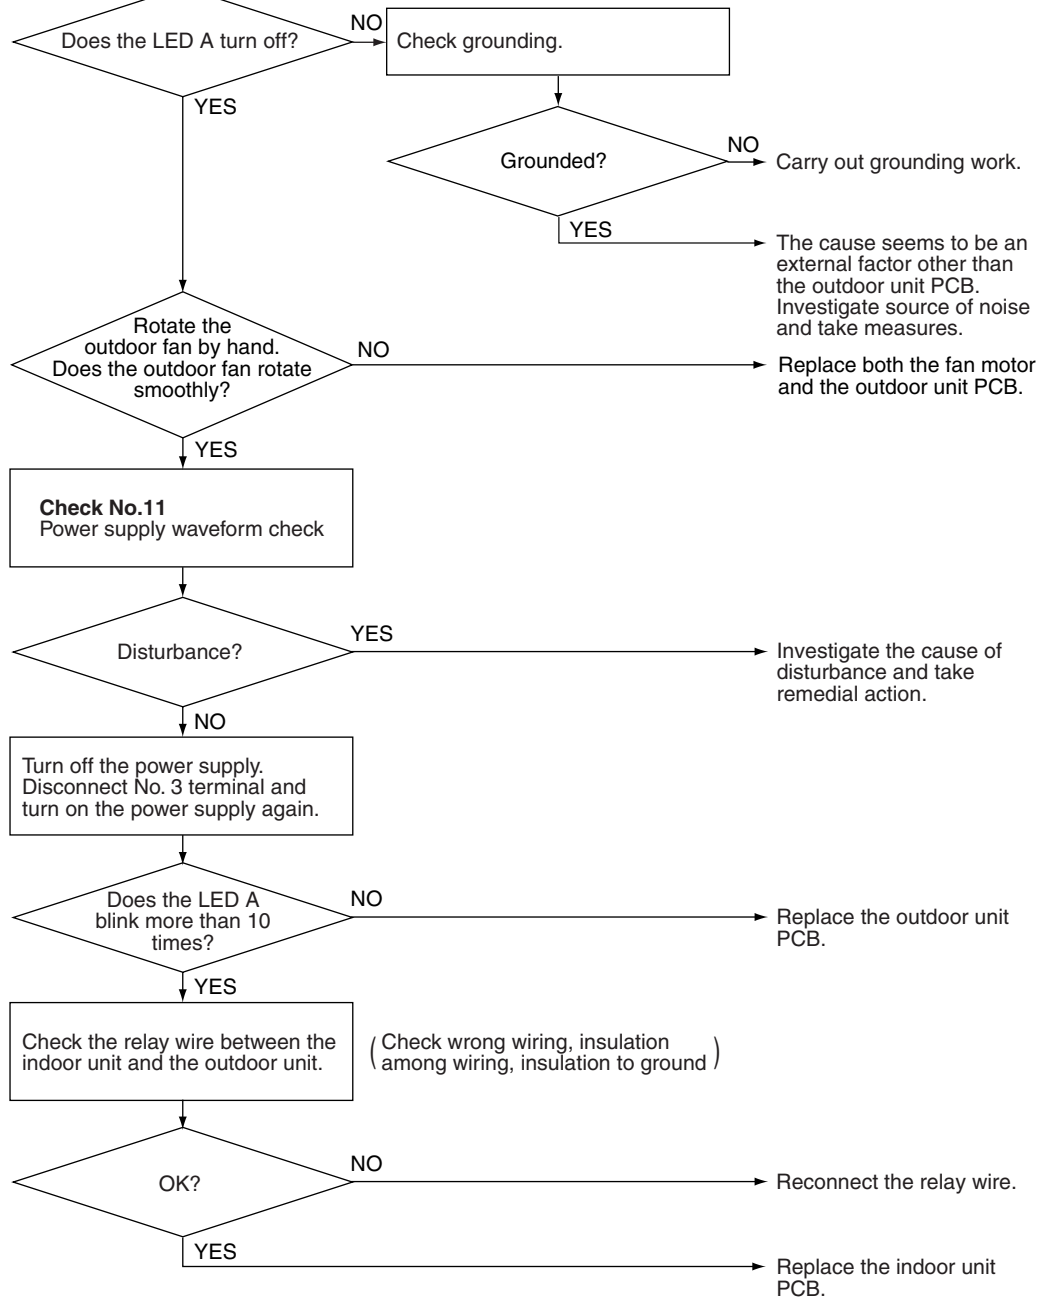 Does the LED A turn off?
NO
Check grounding.
YES
Grounded?
NO
Carry out grounding work.
YES
The cause seems to be an
external factor other than
the outdoor unit PCB.
Investigate source of noise
and take measures.
Rotate the
outdoor fan by hand.
Does the outdoor fan rotate
smoothly?
NO
Replace both the fan motor
and the outdoor unit PCB.
YES
Check No.11
Power supply waveform check
Disturbance?
YES
Investigate the cause of
disturbance and take
remedial action.
NO
Turn off the power supply.
Disconnect No. 3 terminal and
turn on the power supply again.
Does the LED A
blink more than 10
times?
NO
Replace the outdoor unit
PCB.
YES
Check the relay wire between the
indoor unit and the outdoor unit.
(Check wrong wiring, insulation
among wiring, insulation to ground)
OK?
NO
Reconnect the relay wire.
YES
Replace the indoor unit
PCB.